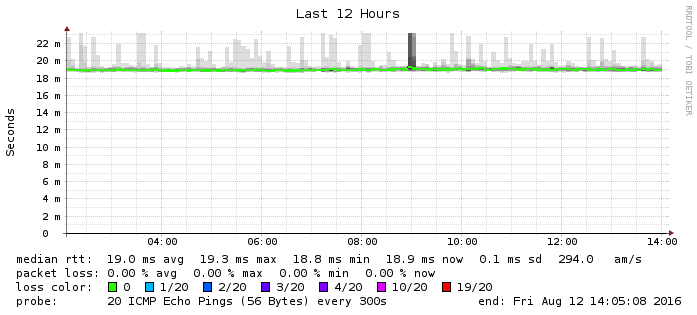 Last 12 Hours
RRDTOOL / TOBI OETIKER
Seconds
22 m
20 m
18 m
16 m
14 m
12 m
10 m
8 m
6 m
4 m
2 m
0
04:00 06:00 08:00 10:00 12:00 14:00
median rtt: 19.0 ms avg 19.3 ms max 18.8 ms min 18.9 ms now 0.1 ms sd 294.0 am/s
packet loss: 0.00 % avg 0.00 % max 0.00 % min 0.00 % now
loss color: 0 1/20 2/20 3/20 4/20 10/20 19/20
probe: 20 ICMP Echo Pings (56 Bytes) every 300s end: Fri Aug 12 14:05:08 2016